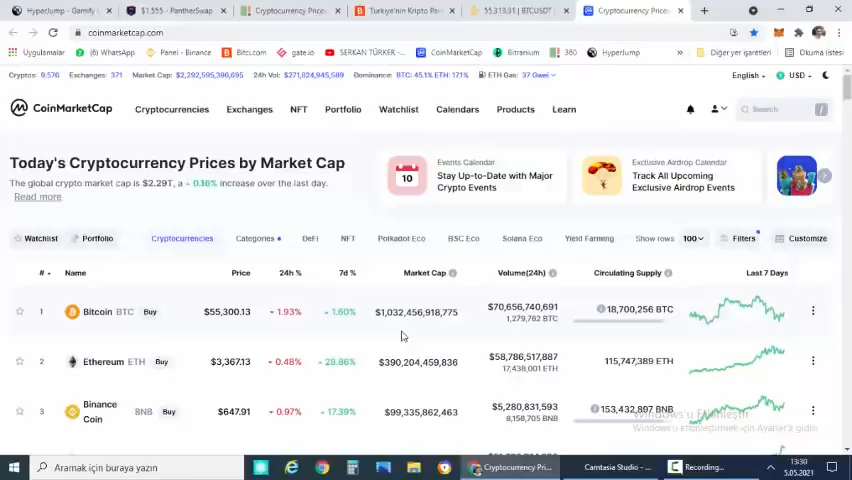 HyperJump - Gamify
$1.555 - PantherSwap
Cryptocurrency Prices
Turkiye'nin Kripto Par
55,313.31 | BTCUSDT
Cryptocurrency Prices
coinmarketcap.com
Uygulamalar
(6) WhatsApp
Panel - Binance
Bitci.com
gate.io
SERKAN TÜRKER -
CoinMarketCap
Bitranium
360
HyperJump
»
Diğer yer işaretleri
Okuma listesi
Cryptos: 9,576 Exchanges: 371 Market Cap: $2,292,595,396,695 24h Vol: $271,824,945,589 Dominance: BTC: 45.1% ETH: 17.1% ETH Gas: 37 Gwei
English
USD
CoinMarketCap
Cryptocurrencies Exchanges NFT Portfolio Watchlist Calendars Products Learn
Search /
Today's Cryptocurrency Prices by Market Cap
The global crypto market cap is $2.29T, a 0.16% increase over the last day.
Read more
10
Events Calendar
Stay Up-to-Date with Major
Crypto Events
Exclusive Airdrop Calendar
Track All Upcoming
Exclusive Airdrop Events
Watchlist Portfolio Cryptocurrencies Categories DeFi NFT Polkadot Eco BSC Eco Solana Eco Yield Farming Show rows 100 Filters Customize
# Name Price 24h % 7d % Market Cap Volume(24h) Circulating Supply Last 7 Days
1 Bitcoin BTC Buy $55,300.13 1.93% 1.60% $1,032,456,918,775 $70,656,740,691 18,700,256 BTC
1,279,762 BTC
2 Ethereum ETH Buy $3,367.13 0.48% 28.86% $390,204,459,836 $58,786,517,887 115,747,389 ETH
17,438,001 ETH
3 Binance Coin BNB Buy $647.91 0.97% 17.39% $99,335,862,463 $5,280,831,593 153,432,897 BNB
8,156,705 BNB
Windows'u Etkinleştir
Windows'u etkinleştirmek için Ayarlar'a gidin.
Aramak için buraya yazın
Cryptocurrency Pri...
Camtasia Studio - ...
Recording...
13:30
5.05.2021